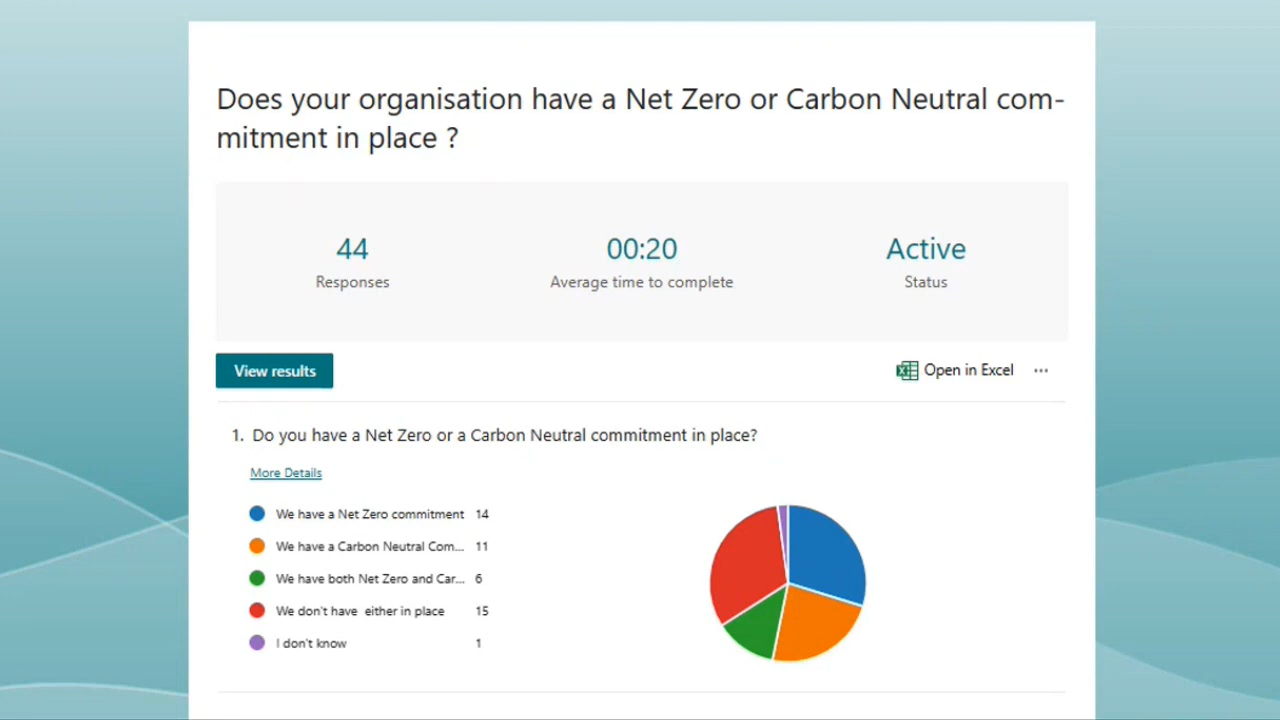 Does your organisation have a Net Zero or Carbon Neutral com-
mitment in place ?
44
Responses
00:20
Average time to complete
Active
Status
View results
Open in Excel
...
1. Do you have a Net Zero or a Carbon Neutral commitment in place?
More Details
We have a Net Zero commitment 14
We have a Carbon Neutral Com... 11
We have both Net Zero and Car... 6
We don't have either in place 15
I don't know 1